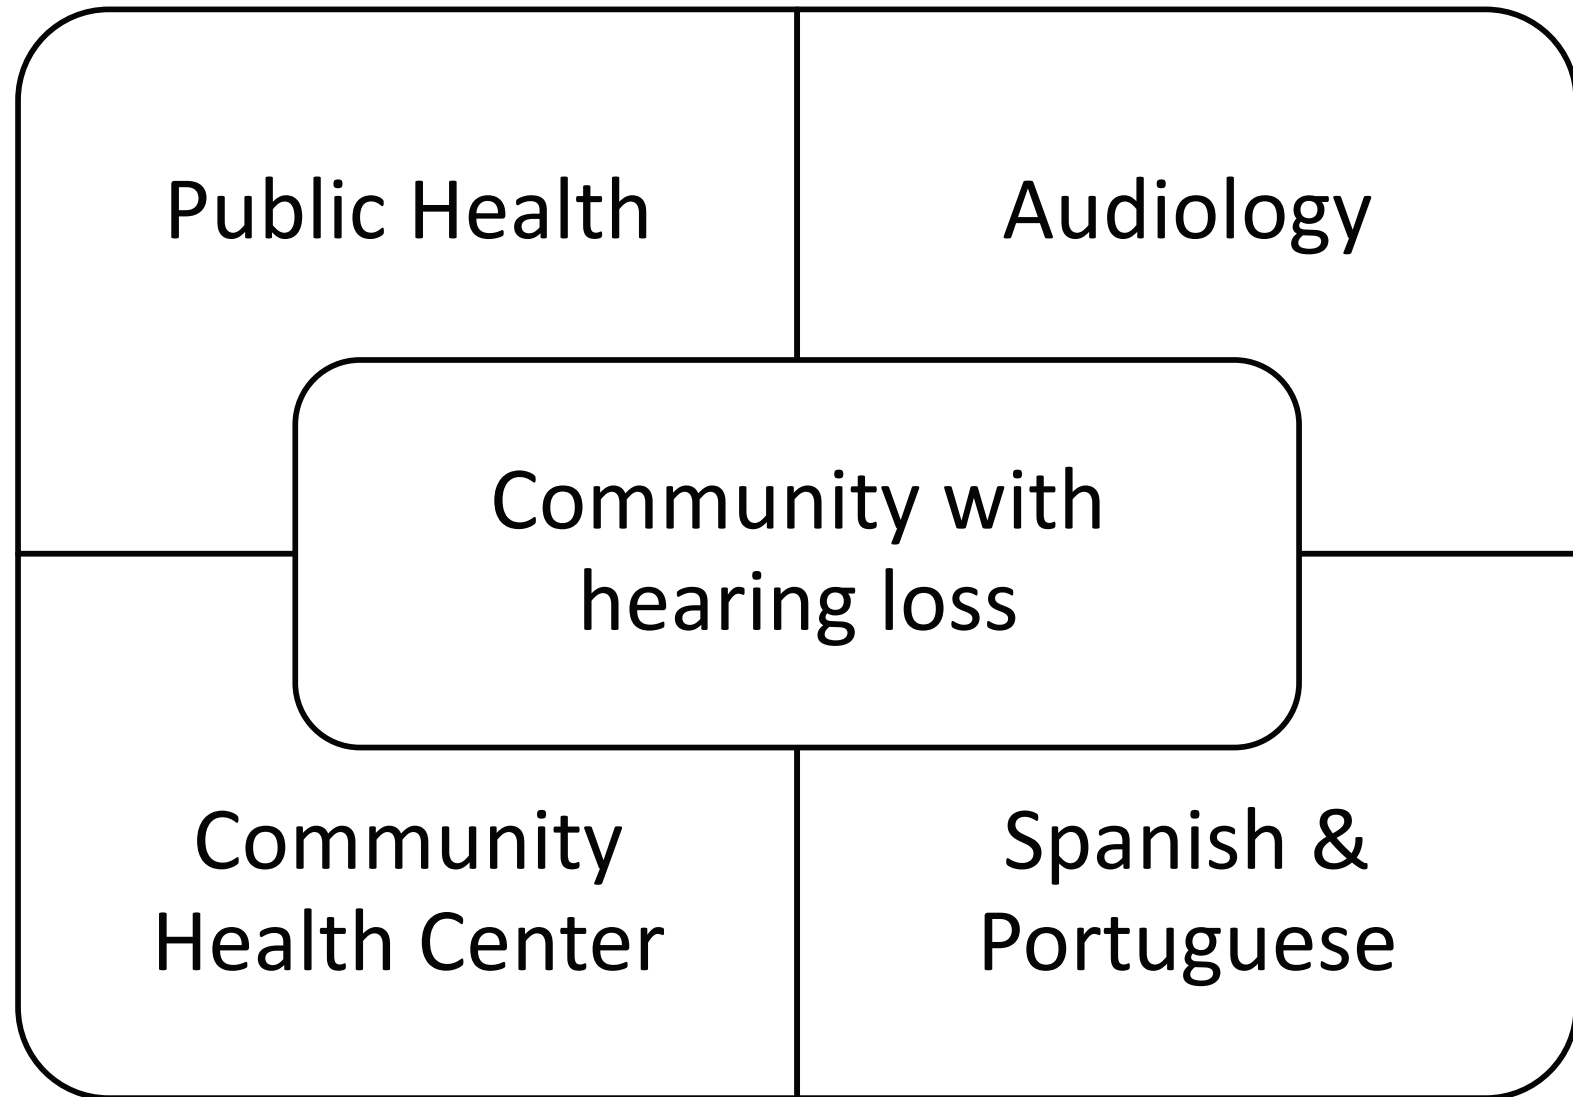 Public Health
Audiology
Community with
hearing loss
Community
Health Center
Spanish &
Portuguese